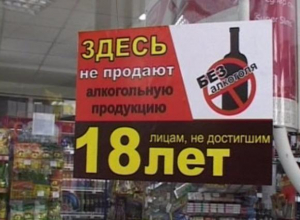 ЗДЕСЬ
не продают
алкогольную
продукцию
БЕЗ
алкоголя
лицам, не достигшим
18 лет